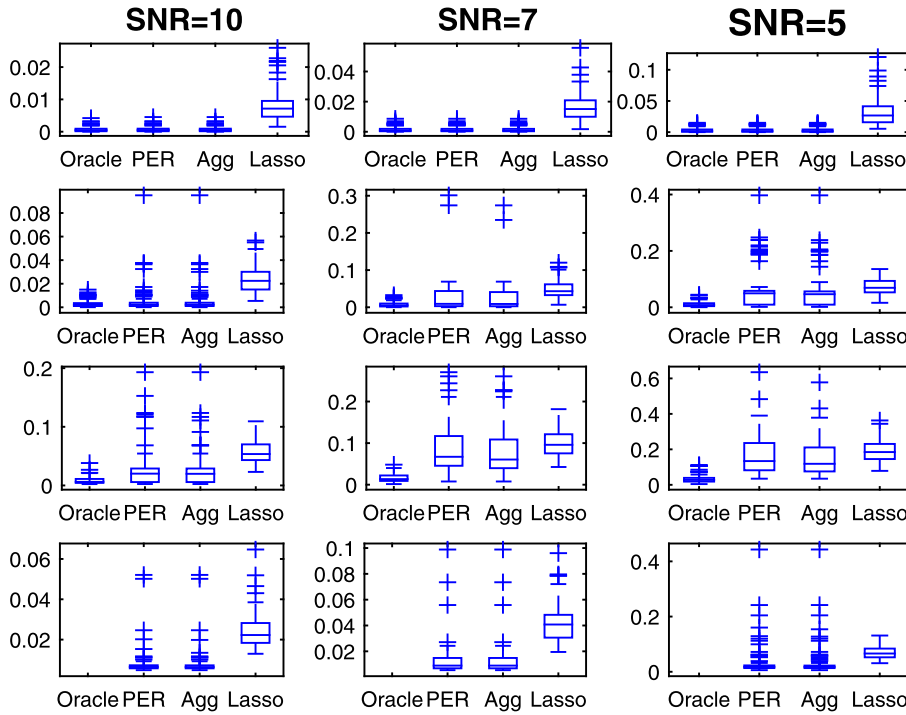 SNR=10 SNR=7 SNR=5
0.02 0.04 0.1
0.01 0.02 0.05
0 0 0
Oracle PER Agg Lasso Oracle PER Agg Lasso Oracle PER Agg Lasso
0.08 0.3 0.4
0.06 0.2 0.2
0.04 0.1 0
0.02 0
0
Oracle PER Agg Lasso Oracle PER Agg Lasso Oracle PER Agg Lasso
0.2 0.2 0.6
0.1 0.1 0.4
0 0 0.2
0
Oracle PER Agg Lasso Oracle PER Agg Lasso Oracle PER Agg Lasso
0.06 0.1 0.4
0.04 0.08 0.2
0.02 0.06 0
0.04
0.02
Oracle PER Agg Lasso Oracle PER Agg Lasso Oracle PER Agg Lasso